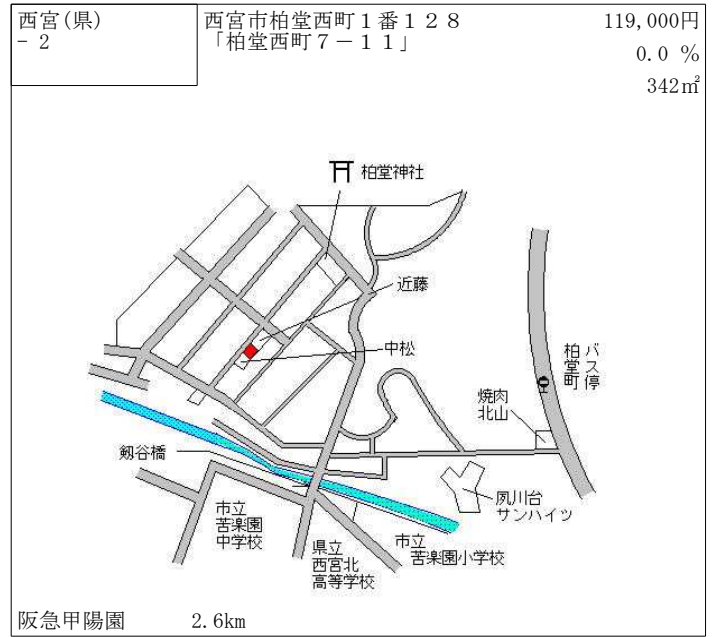 西宮(県)
－ 2
西宮市柏堂西町１番１２８
「柏堂西町７－１１」
119,000円
0.0 %
342㎡
柏堂神社
近藤
中松
バス停
柏堂町
焼肉
北山
剱谷橋
夙川台
サンハイツ
市立
苦楽園
中学校
県立
西宮北
高等学校
市立
苦楽園小学校
阪急甲陽園 2.6km